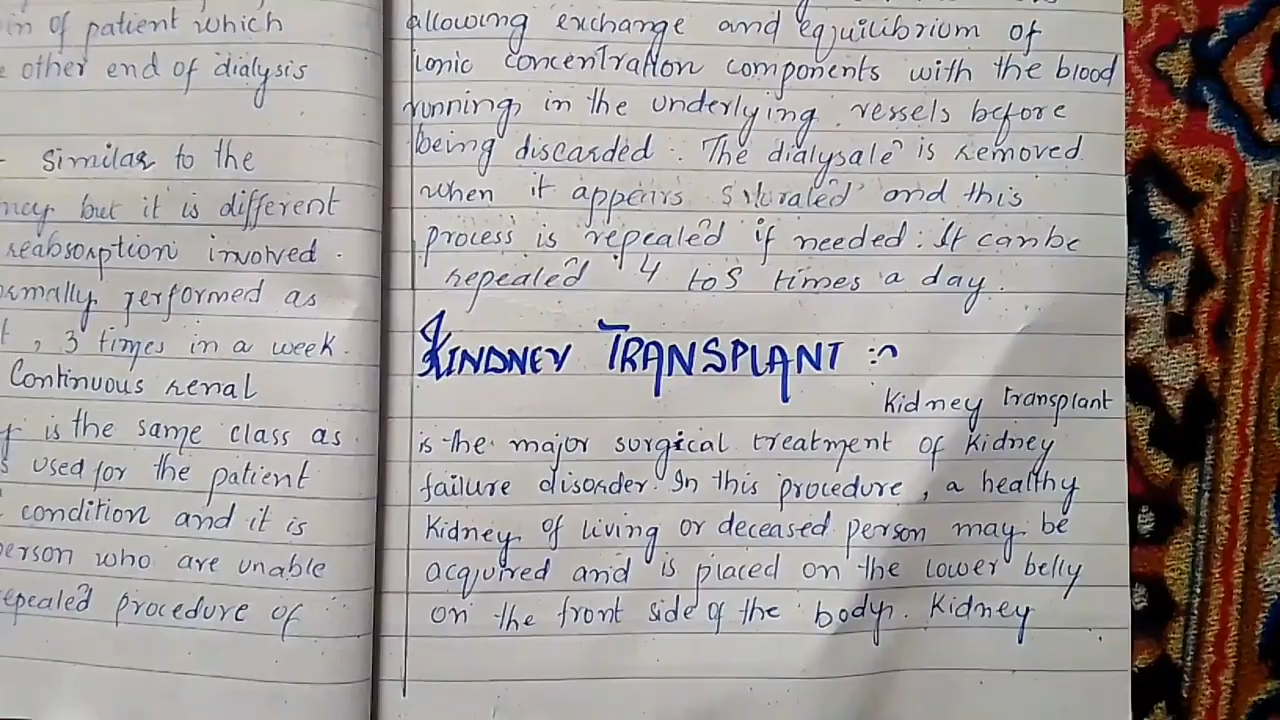 in of patient which
other end of dialysis
similar to the
but it is different
reabsorption involved.
performed as
, 3 times in a week.
Continuous renal
is the same class as
used for the patient
condition and it is
who are unable
procedure of
allowing exchange and equilibrium of
ionic concentration components with the blood
running in the underlying vessels before
being discarded. The dialysate is removed
when it appears and this
process is repeated if needed. It can be
repeated 4 to 5 times a day.
KINDNEY TRANSPLANT :-
Kidney transplant
is the major surgical treatment of kidney
failure disorder. In this procedure, a healthy
kidney of living or deceased person may be
acquired and is placed on the lower belly
on the front side of the body. Kidney